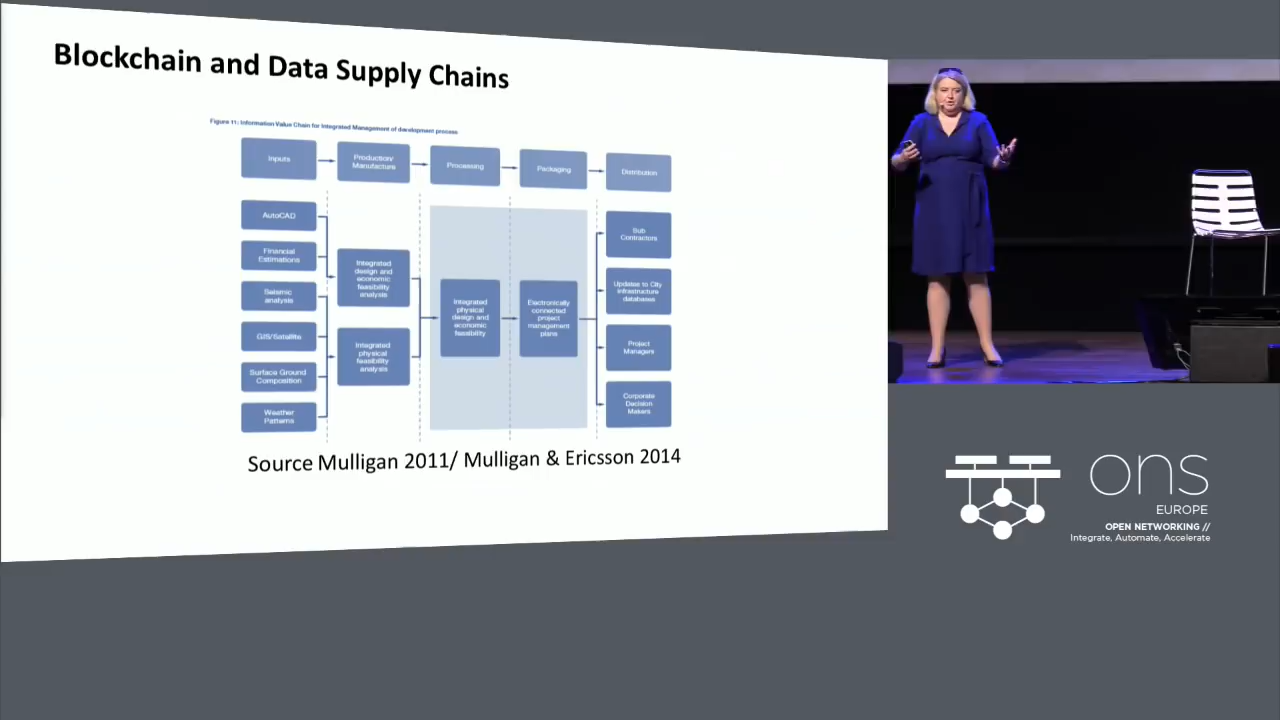 Blockchain and Data Supply Chains
Figure 11: Information Value Chain for Integrated Management of development process
Inputs
Production/
Manufacture
Processing
Packaging
Distribution
AutoCAD
Financial
Estimations
Seismic
analysis
GIS/Satellite
Surface Ground
Composition
Weather
Patterns
Integrated
design and
economic
feasibility
analysis
Integrated
physical
feasibility
analysis
Integrated
physical
design and
economic
feasibility
Electronically
connected
project
management
plans
Sub
Contractors
Updates to City
infrastructure
databases
Project
Managers
Corporate
Decision
Makers
Source Mulligan 2011/ Mulligan & Ericsson 2014
ons
EUROPE
OPEN NETWORKING //
Integrate, Automate, Accelerate